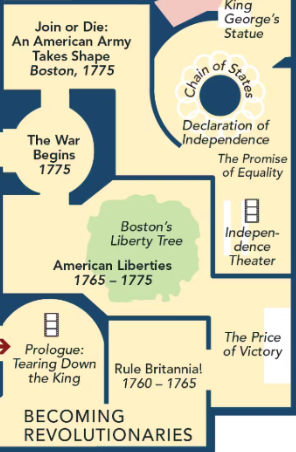 King
George's
Statue
Join or Die:
An American Army
Takes Shape
Boston, 1775
Chain of States
Declaration of
Independence
The Promise
of Equality
The War
Begins
1775
Boston's
Liberty Tree
Indepen-
dence
Theater
American Liberties
1765 – 1775
The Price
of Victory
Prologue:
Tearing Down
the King
Rule Britannia!
1760 – 1765
BECOMING
REVOLUTIONARIES